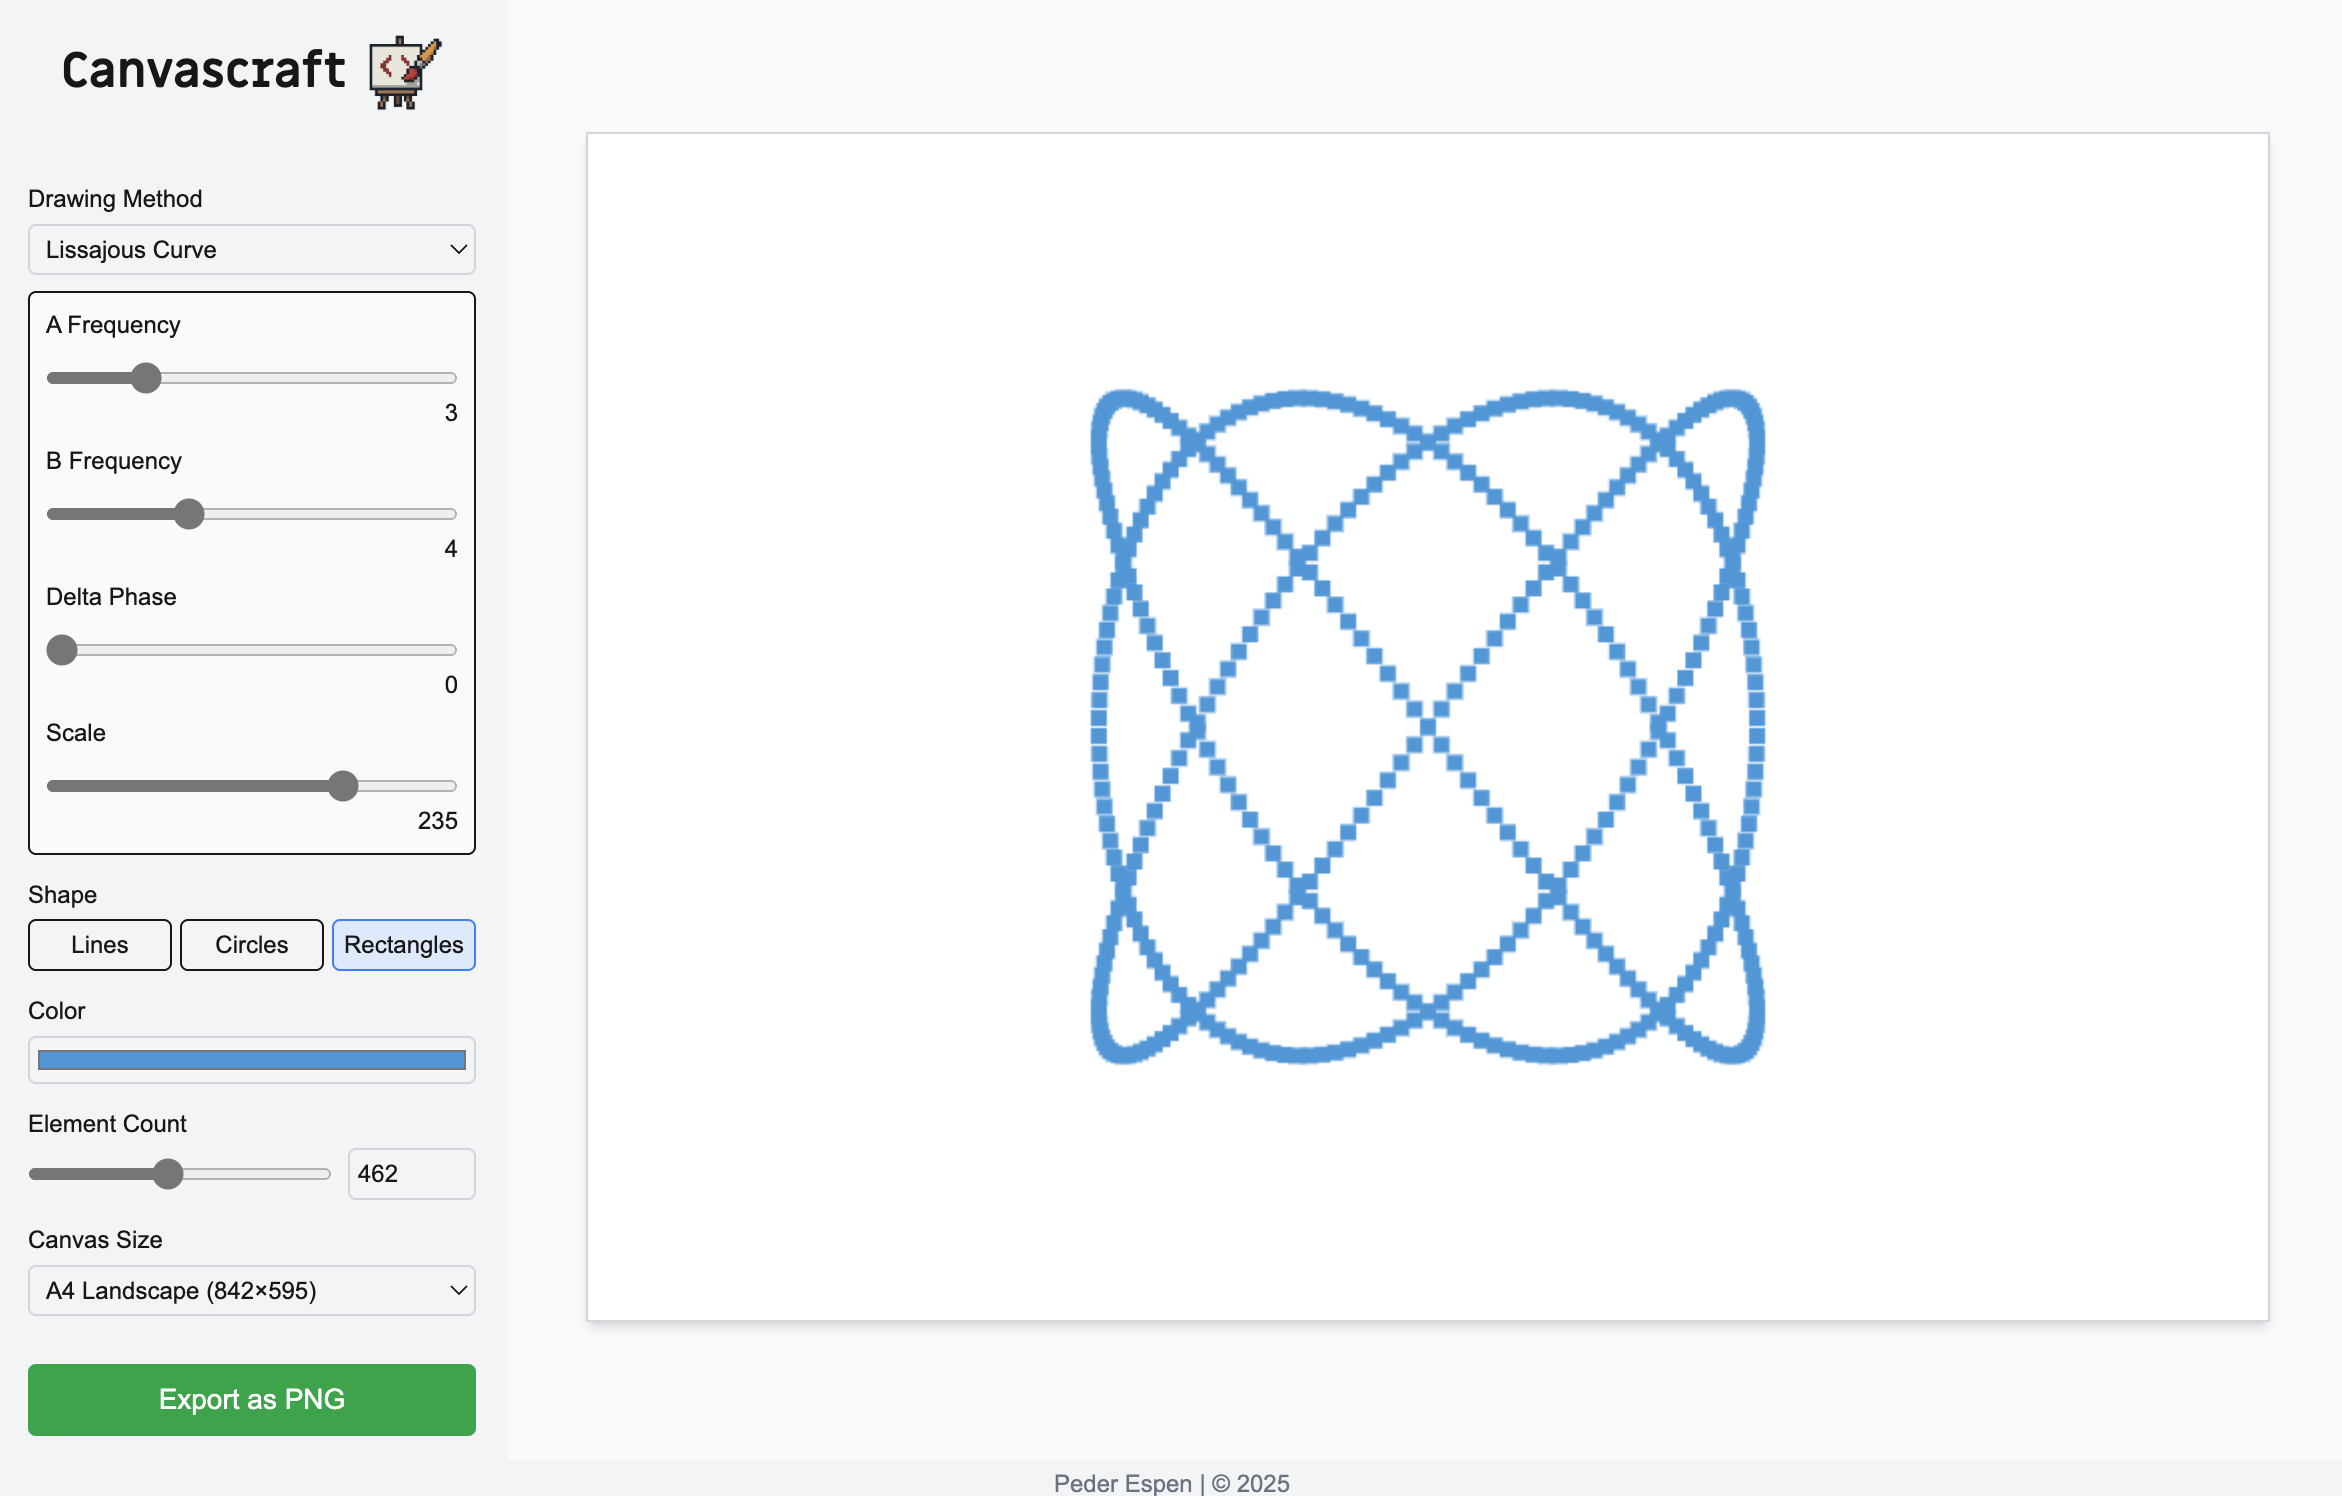 Canvascraft
Drawing Method
Lissajous Curve
A Frequency
3
B Frequency
4
Delta Phase
0
Scale
235
Shape
Lines Circles Rectangles
Color
Element Count
462
Canvas Size
A4 Landscape (842×595)
Export as PNG
Peder Espen | © 2025